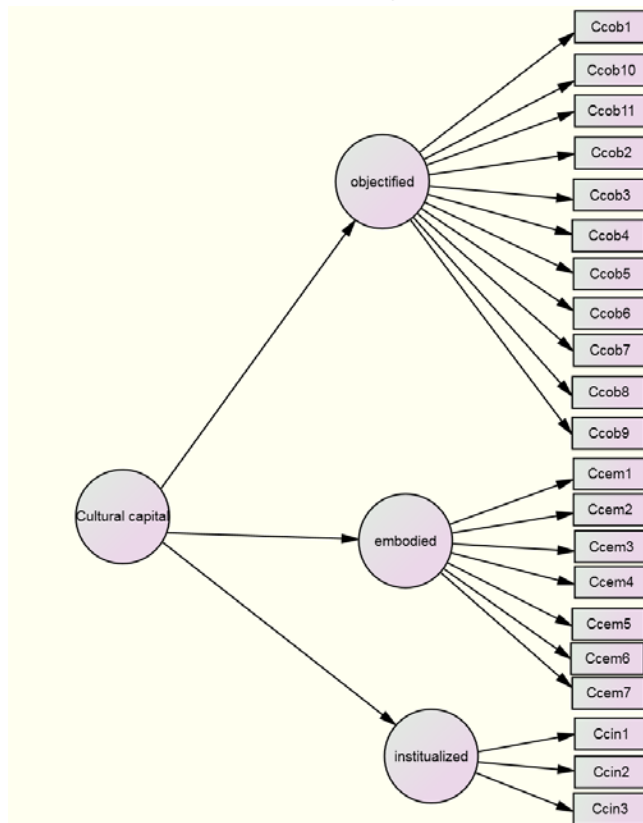 Ccob1
Ccob10
Ccob11
Ccob2
Ccob3
Ccob4
Ccob5
Ccob6
Ccob7
Ccob8
Ccob9
objectified
Ccem1
Ccem2
Ccem3
Ccem4
Ccem5
Ccem6
Ccem7
Cultural capital
embodied
Ccin1
Ccin2
Ccin3
institualized